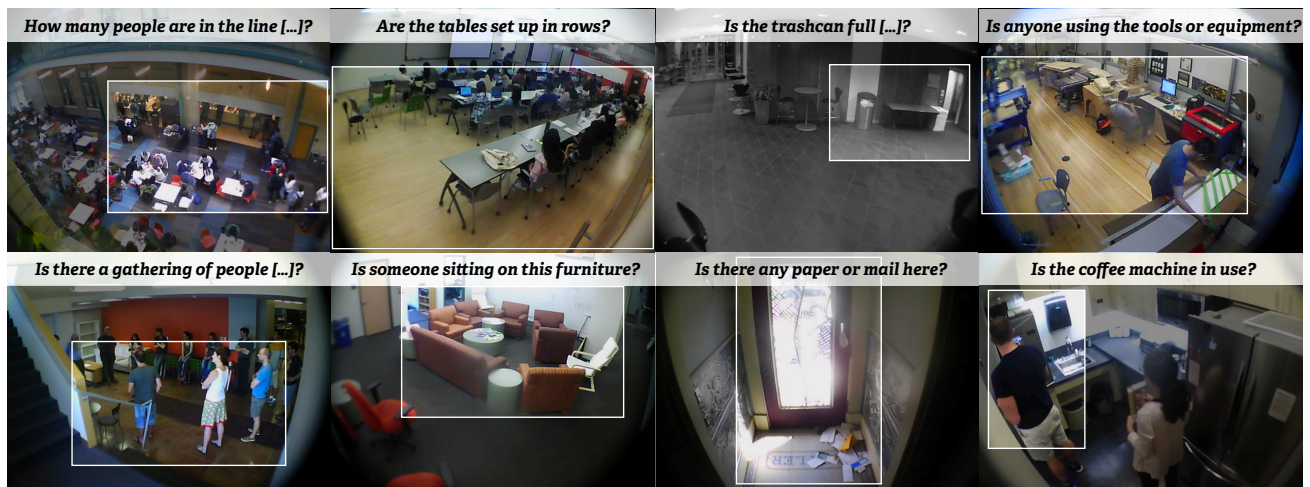 How many people are in the line [...]?
Are the tables set up in rows?
Is the trashcan full [...]?
Is anyone using the tools or equipment?
Is there a gathering of people [...]?
Is someone sitting on this furniture?
Is there any paper or mail here?
Is the coffee machine in use?
LER